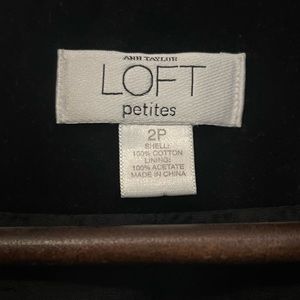 ANN TAYLOR
LOFT
petites
2P
SHELL:
100% COTTON
LINING:
100% ACETATE
MADE IN CHINA